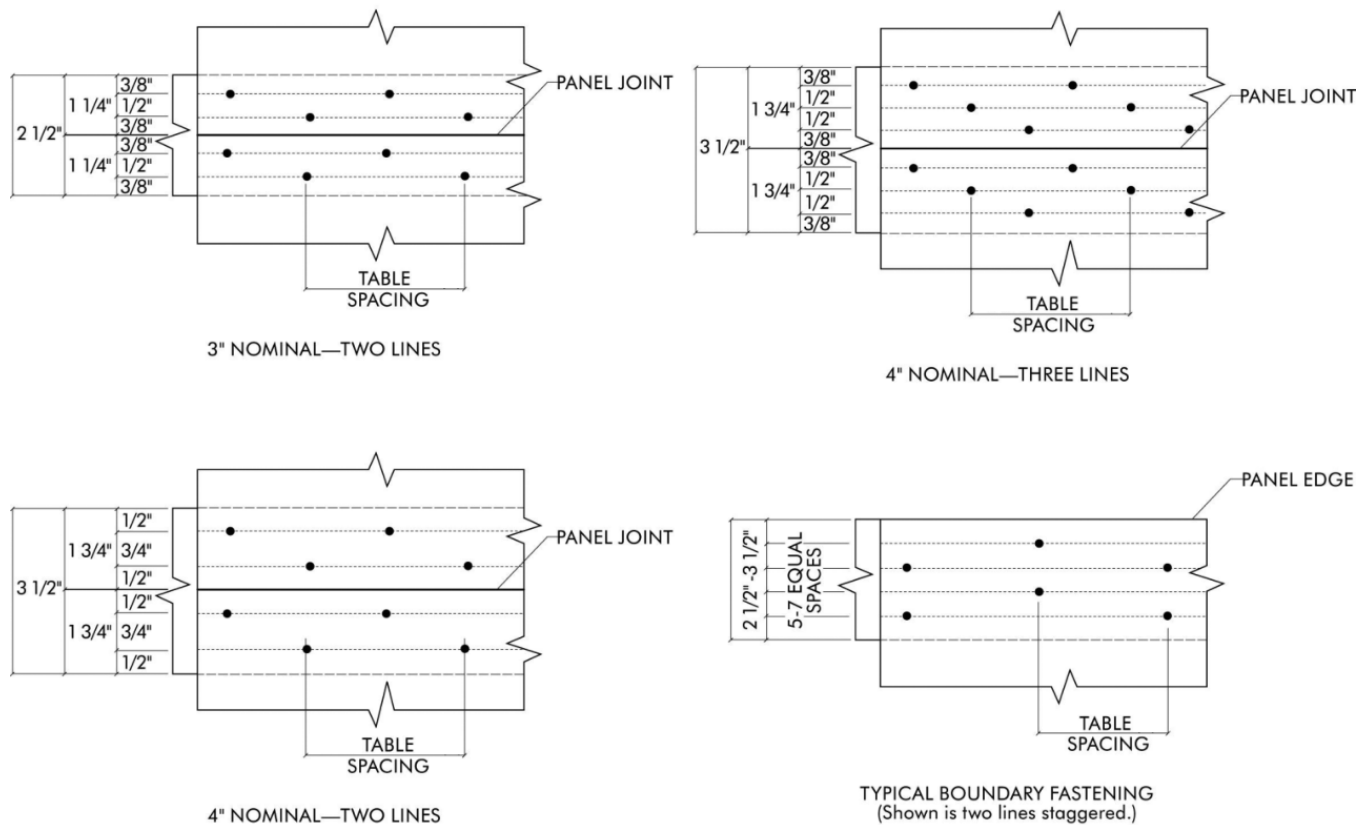 3/8"
1/2"
3/8"
3/8"
1/2"
3/8"
1 1/4"
1 1/4"
2 1/2"
PANEL JOINT
TABLE
SPACING
3" NOMINAL—TWO LINES
3/8"
1/2"
1/2"
3/8"
3/8"
1/2"
1/2"
3/8"
1 3/4"
1 3/4"
3 1/2"
PANEL JOINT
TABLE
SPACING
4" NOMINAL—THREE LINES
1/2"
3/4"
1/2"
1/2"
3/4"
1/2"
1 3/4"
1 3/4"
3 1/2"
PANEL JOINT
TABLE
SPACING
4" NOMINAL—TWO LINES
PANEL EDGE
2 1/2" -3 1/2"
5-7 EQUAL
SPACES
TABLE
SPACING
TYPICAL BOUNDARY FASTENING
(Shown is two lines staggered.)